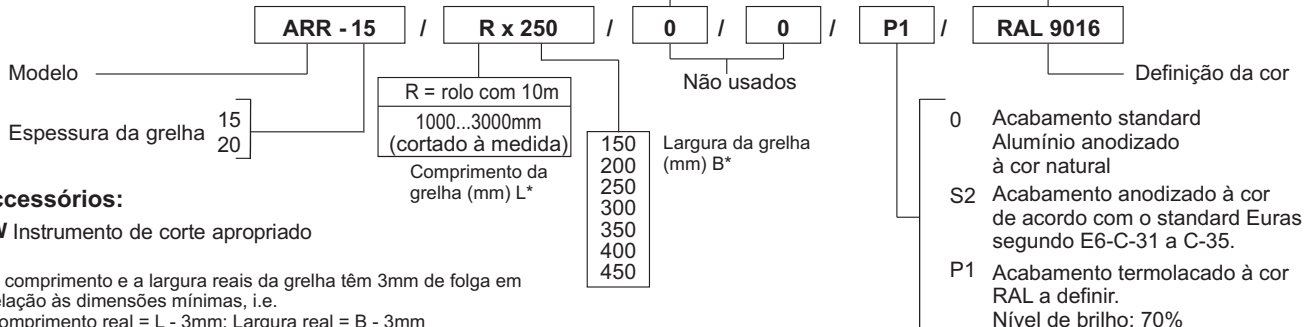 ARR - 15 / R x 250 / 0 / 0 / P1 / RAL 9016
Modelo
Espessura da grelha
15
20
R = rolo com 10m
1000...3000mm
(cortado à medida)
Comprimento da
grelha (mm) L*
150
200
250
300
350
400
450
Largura da grelha
(mm) B*
Não usados
Definição da cor
0 Acabamento standard
Alumínio anodizado
à cor natural
S2 Acabamento anodizado à cor
de acordo com o standard Euras
segundo E6-C-31 a C-35.
P1 Acabamento termolacado à cor
RAL a definir.
Nível de brilho: 70%
Instrumento de corte apropriado
comprimento e a largura reais da grelha têm 3mm de folga em
às dimensões mínimas, i.e.
real = L - 3mm; Largura real = B - 3mm